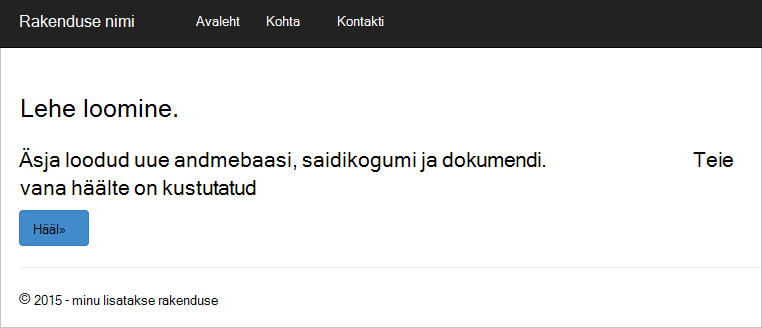 Rakenduse nimi Avaleht Kohta Kontakti
Lehe loomine.
Äsja loodud uue andmebaasi, saidikogumi ja dokumendi. Teie
vana häälte on kustutatud
Hääl»
© 2015 - minu lisatakse rakenduse